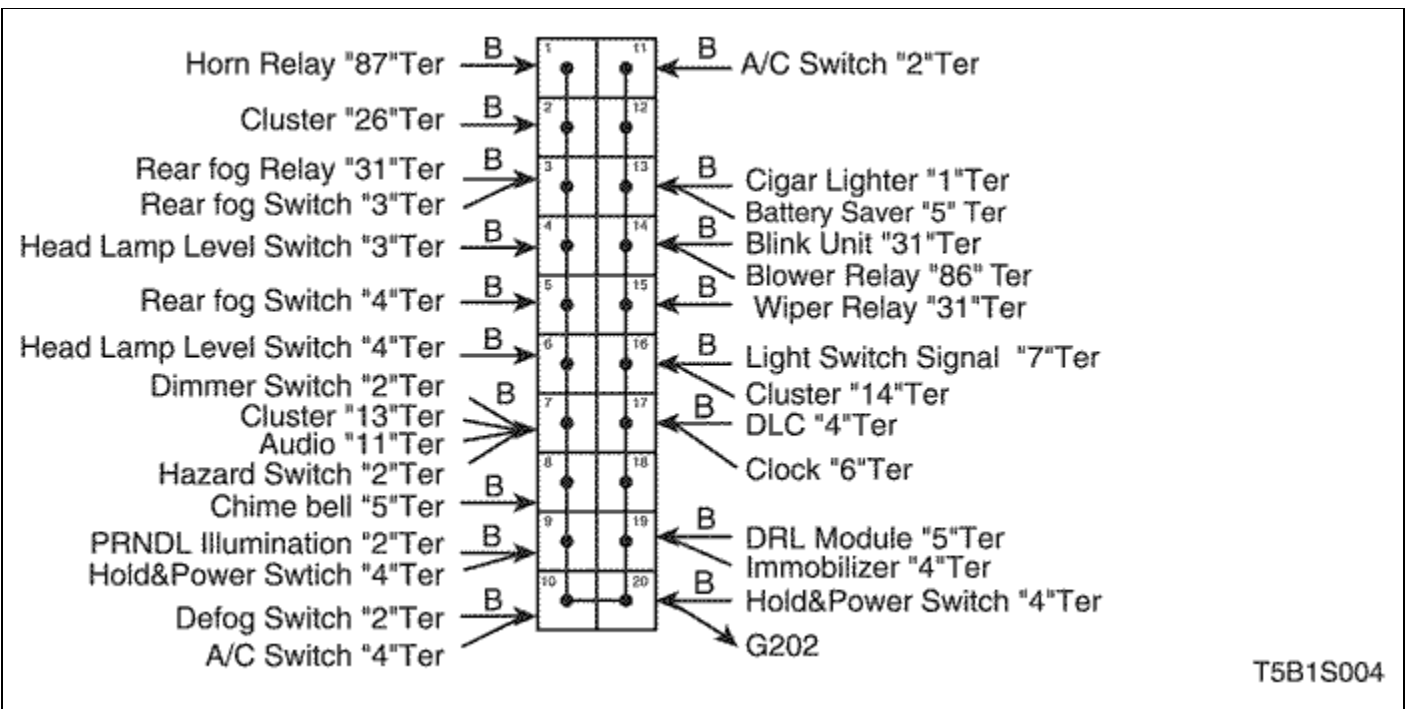 Horn Relay "87"Ter B 1 11 B A/C Switch "2"Ter
Cluster "26"Ter B 2 12
Rear fog Relay "31"Ter B 3 13 B Cigar Lighter "1"Ter
Rear fog Switch "3"Ter Battery Saver "5" Ter
Head Lamp Level Switch "3"Ter B 4 14 B Blink Unit "31"Ter
Blower Relay "86" Ter
Rear fog Switch "4"Ter B 5 15 B Wiper Relay "31"Ter
Head Lamp Level Switch "4"Ter B 6 16 B Light Switch Signal "7"Ter
Dimmer Switch "2"Ter B Cluster "14"Ter
Cluster "13"Ter 7 17 B DLC "4"Ter
Audio "11"Ter
Hazard Switch "2"Ter 8 18 Clock "6"Ter
Chime bell "5"Ter B
PRNDL Illumination "2"Ter B 9 19 B DRL Module "5"Ter
Hold&Power Swtich "4"Ter Immobilizer "4"Ter
Defog Switch "2"Ter B 10 20 B Hold&Power Switch "4"Ter
A/C Switch "4"Ter G202
T5B1S004